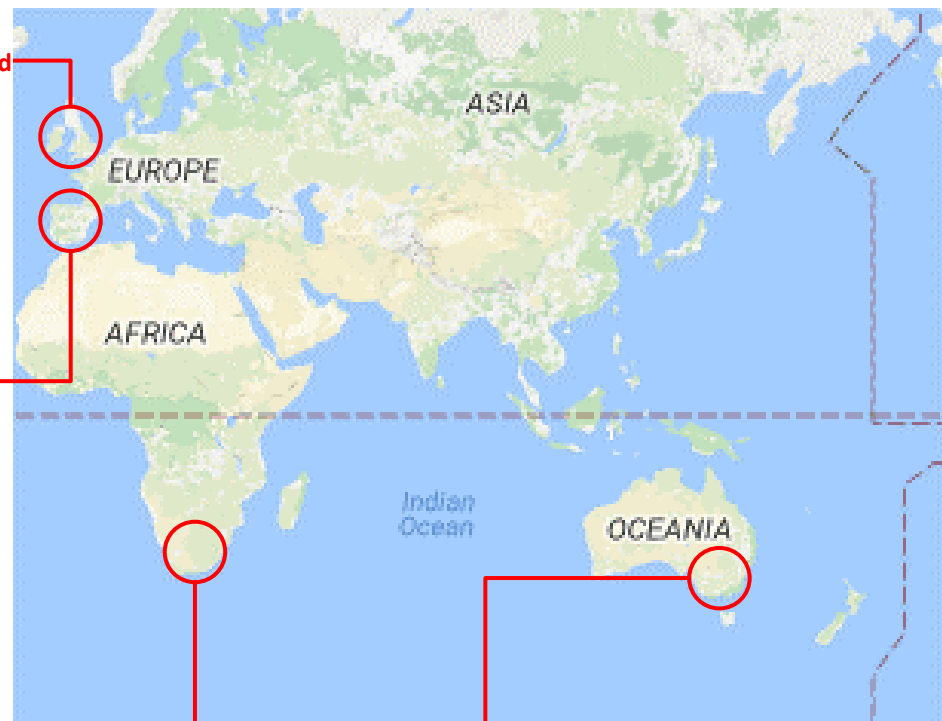 d
ASIA
EUROPE
AFRICA
Indian
Ocean
OCEANIA